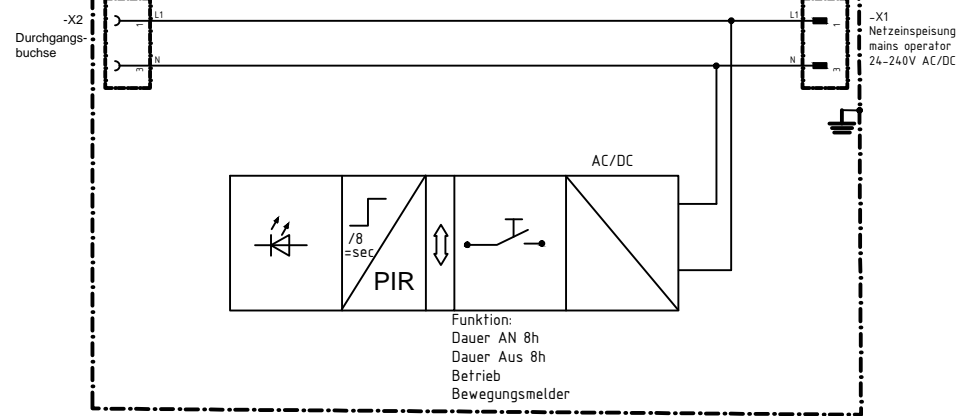 -X2
Durchgangs-
buchse
1
L1
3
N
L1
1
N
3
-X1
Netzeinspeisung
mains operator
24-240V AC/DC
AC/DC
/8
=sec
PIR
Funktion:
Dauer AN 8h
Dauer Aus 8h
Betrieb
Bewegungsmelder